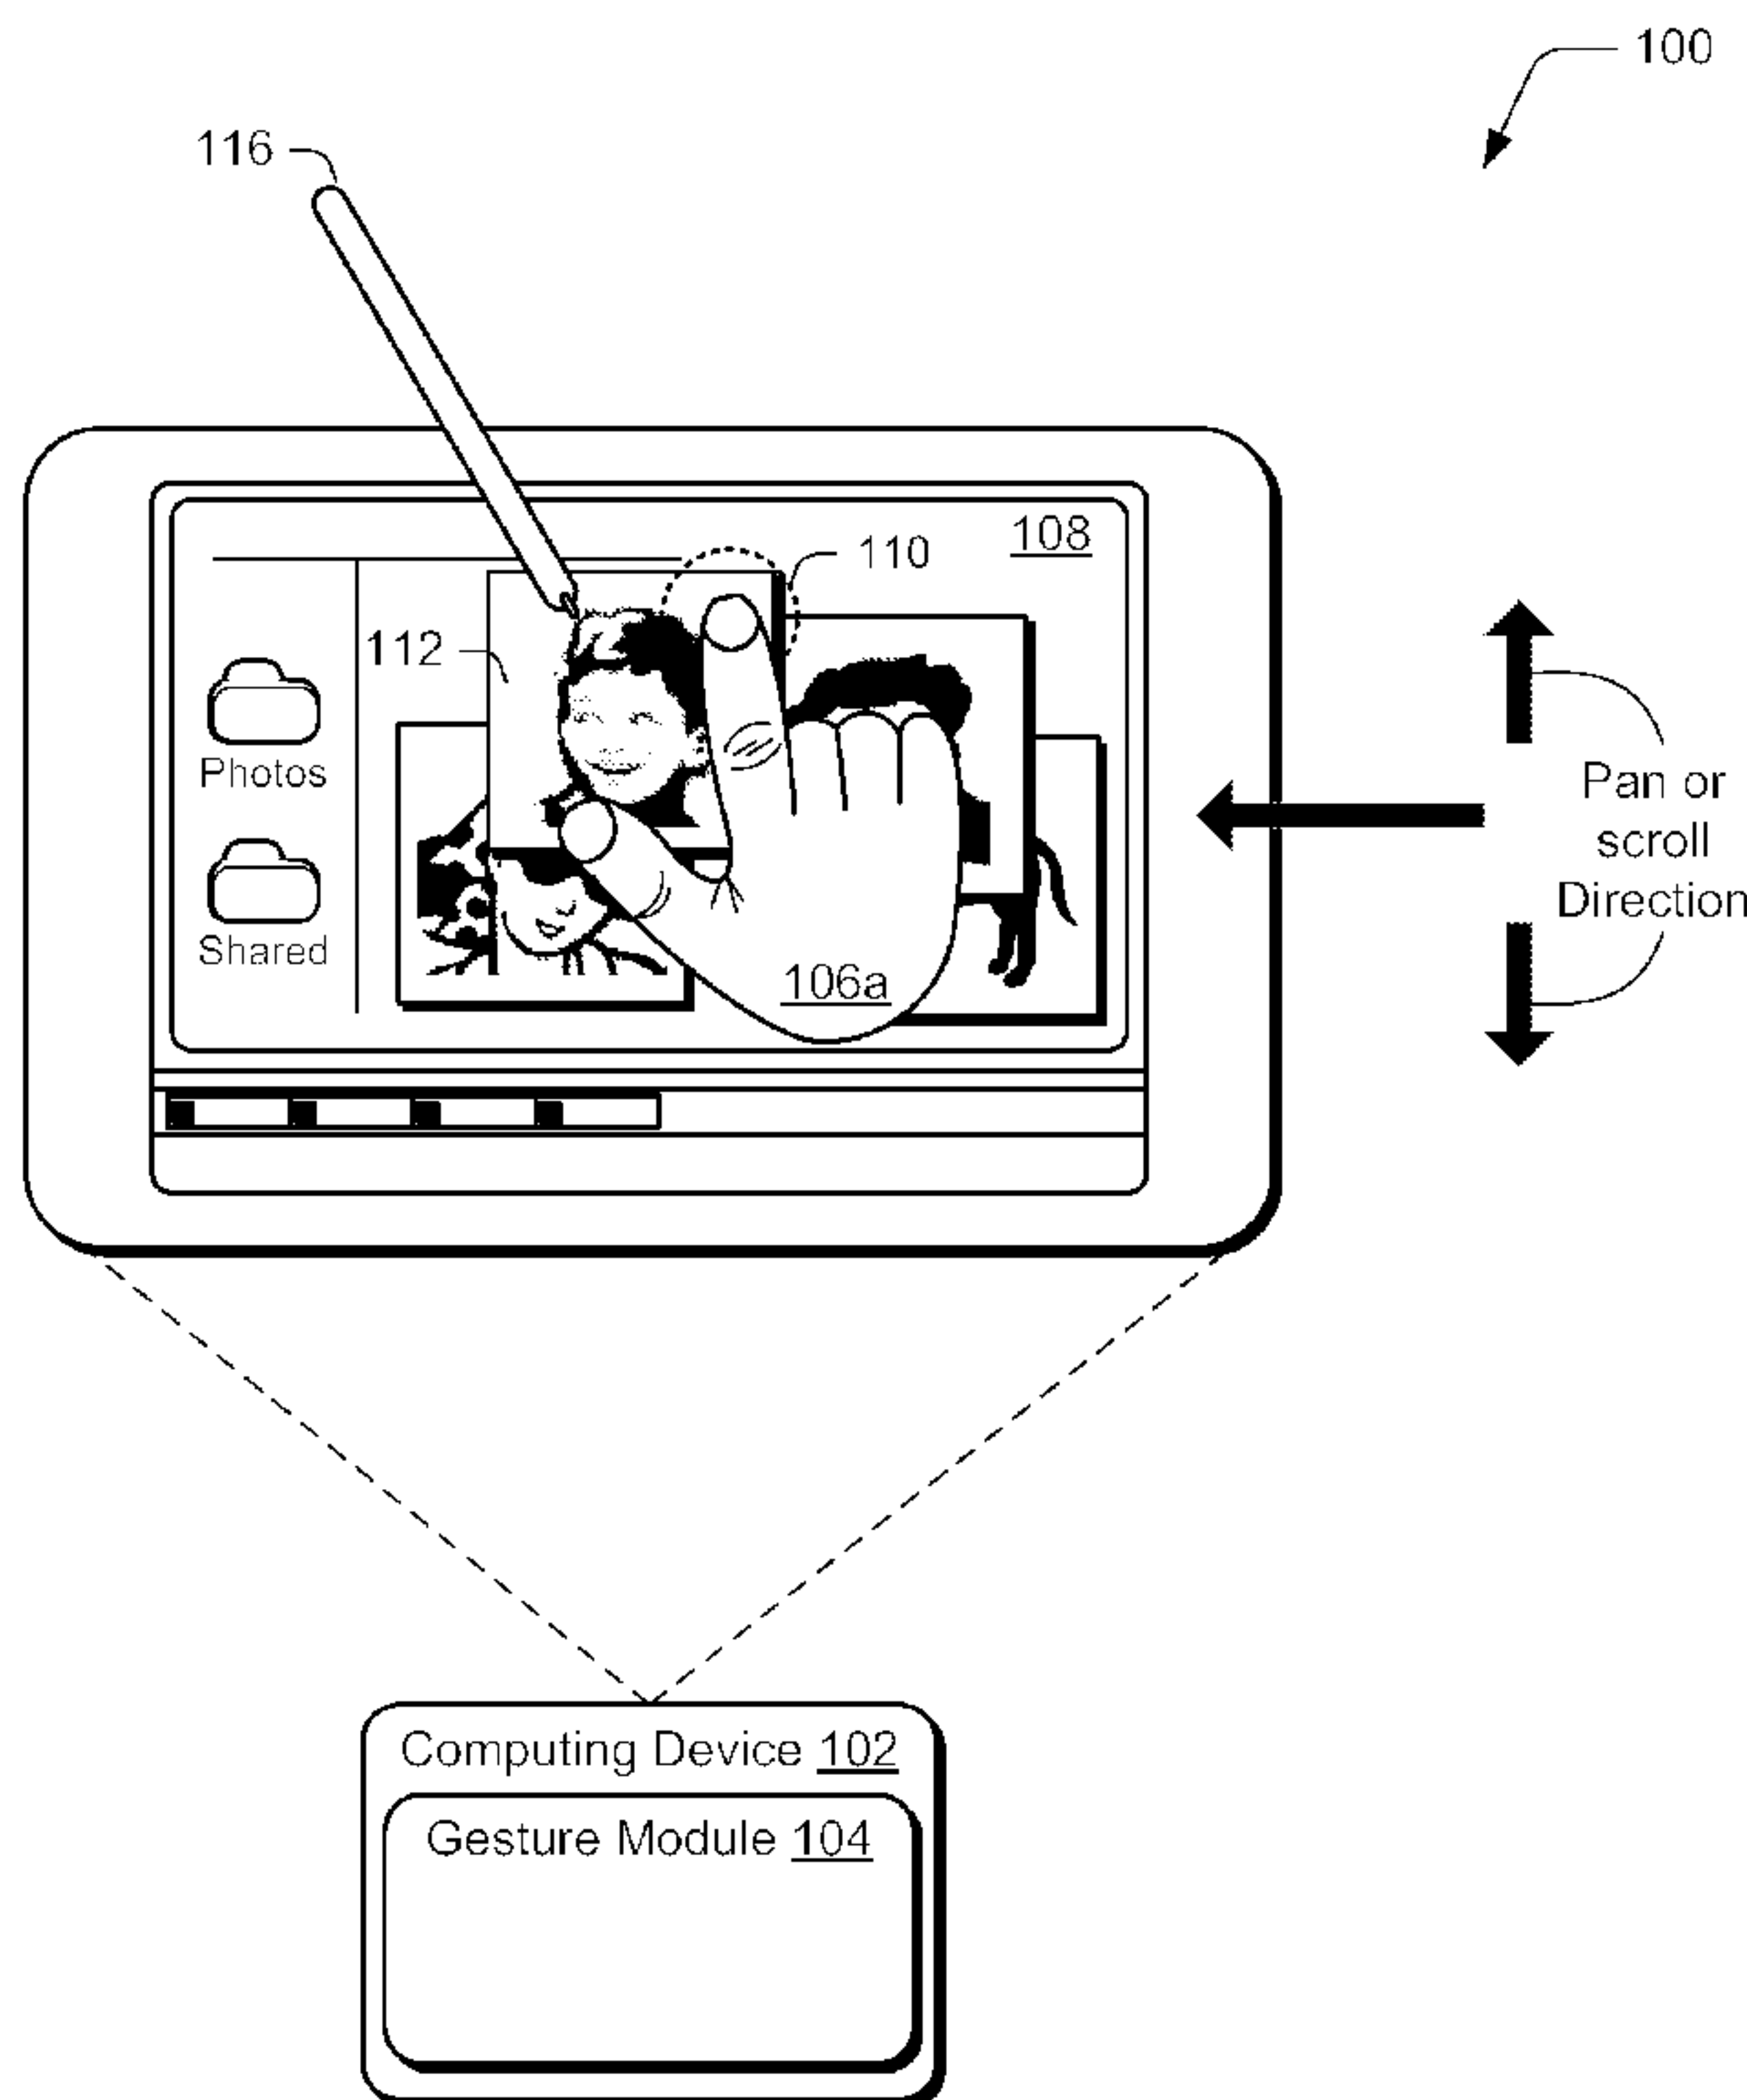 100
116
108
110
112
Photos
Shared
106a
Pan or
scroll
Direction
Computing Device 102
Gesture Module 104